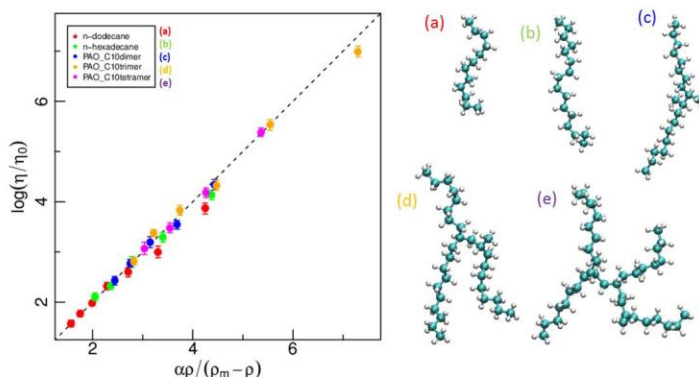 n-dodecane (a)
n-hexadecane (b)
PAO_C10dimer (c)
PAO_C10trimer (d)
PAO_C10tetramer (e)
log(η/η0)
6
4
2
2 4 6
αρ/(ρm-ρ)
(a) (b) (c)
(d) (e)